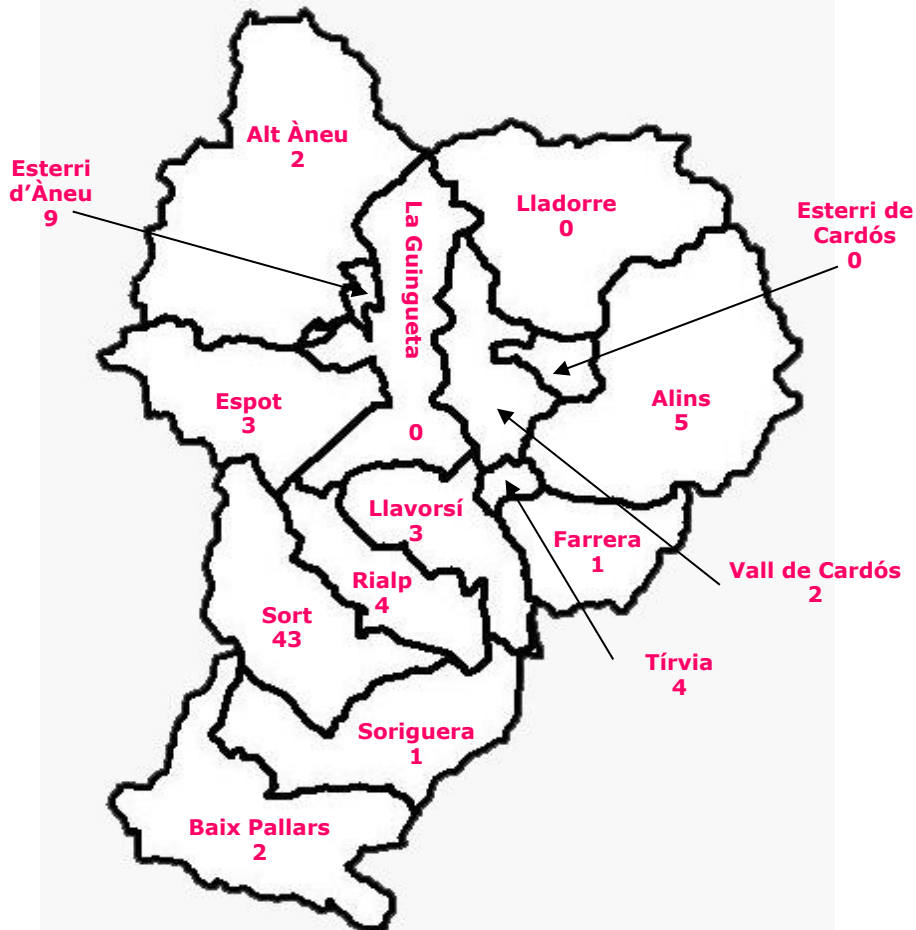 Alt Àneu
2
Esterri
d’Àneu
9
La Guingueta
0
Lladorre
0
Esterri de
Cardós
0
Espot
3
Alins
5
Llavorsí
3
Farrera
1
Vall de Cardós
2
Rialp
4
Sort
43
Tírvia
4
Soriguera
1
Baix Pallars
2